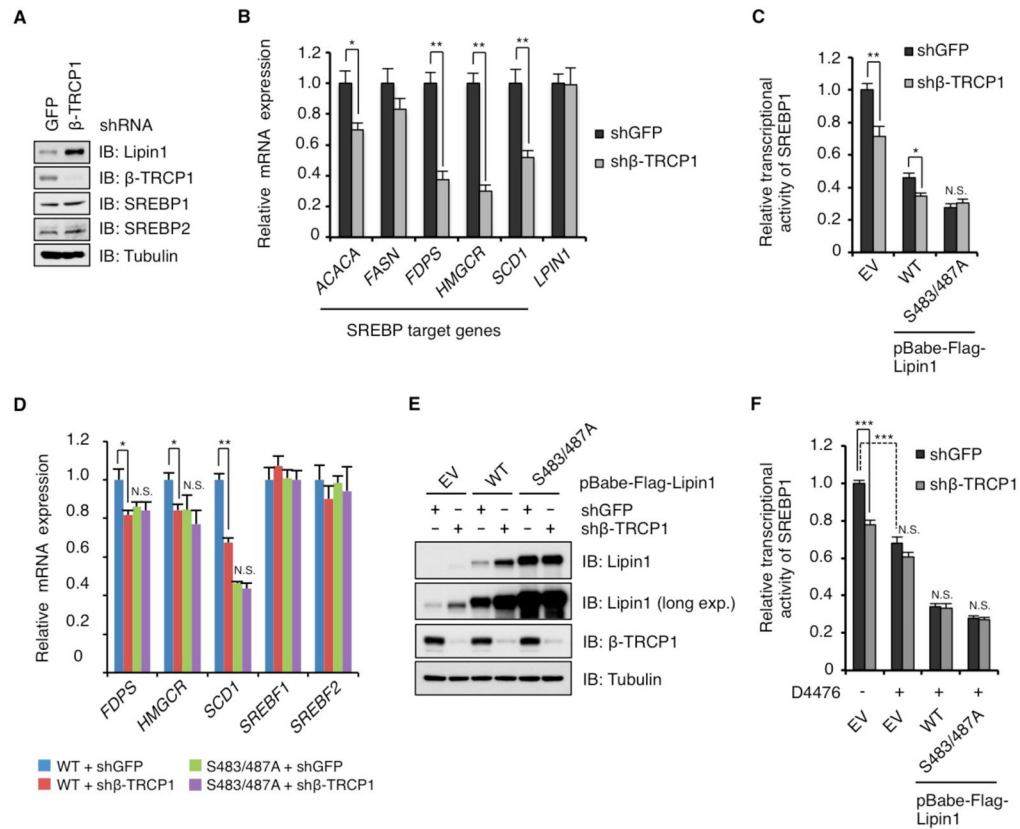 A
GFP
β-TRCP1
shRNA
IB: Lipin1
IB: β-TRCP1
IB: SREBP1
IB: SREBP2
IB: Tubulin
B
Relative mRNA expression
1.2
1.0
0.8
0.6
0.4
0.2
0
*
**
**
**
shGFP
shβ-TRCP1
ACACA
FASN
FDPS
HMGCR
SCD1
LPIN1
SREBP target genes
C
Relative transcriptional
activity of SREBP1
1.2
1.0
0.8
0.6
0.4
0.2
0
**
*
N.S.
shGFP
shβ-TRCP1
EV
WT
S483/487A
pBabe-Flag-
Lipin1
D
Relative mRNA expression
1.2
1.0
0.8
0.6
0.4
0.2
0
*
N.S.
*
N.S.
**
N.S.
FDPS
HMGCR
SCD1
SREBF1
SREBF2
WT + shGFP
WT + shβ-TRCP1
S483/487A + shGFP
S483/487A + shβ-TRCP1
E
EV
WT
S483/487A
pBabe-Flag-Lipin1
+ - + - + - shGFP
- + - + - + shβ-TRCP1
IB: Lipin1
IB: Lipin1 (long exp.)
IB: β-TRCP1
IB: Tubulin
F
Relative transcriptional
activity of SREBP1
1.2
1.0
0.8
0.6
0.4
0.2
0
***
***
N.S.
N.S.
N.S.
shGFP
shβ-TRCP1
D4476 - + + +
EV
EV
WT
S483/487A
pBabe-Flag-
Lipin1